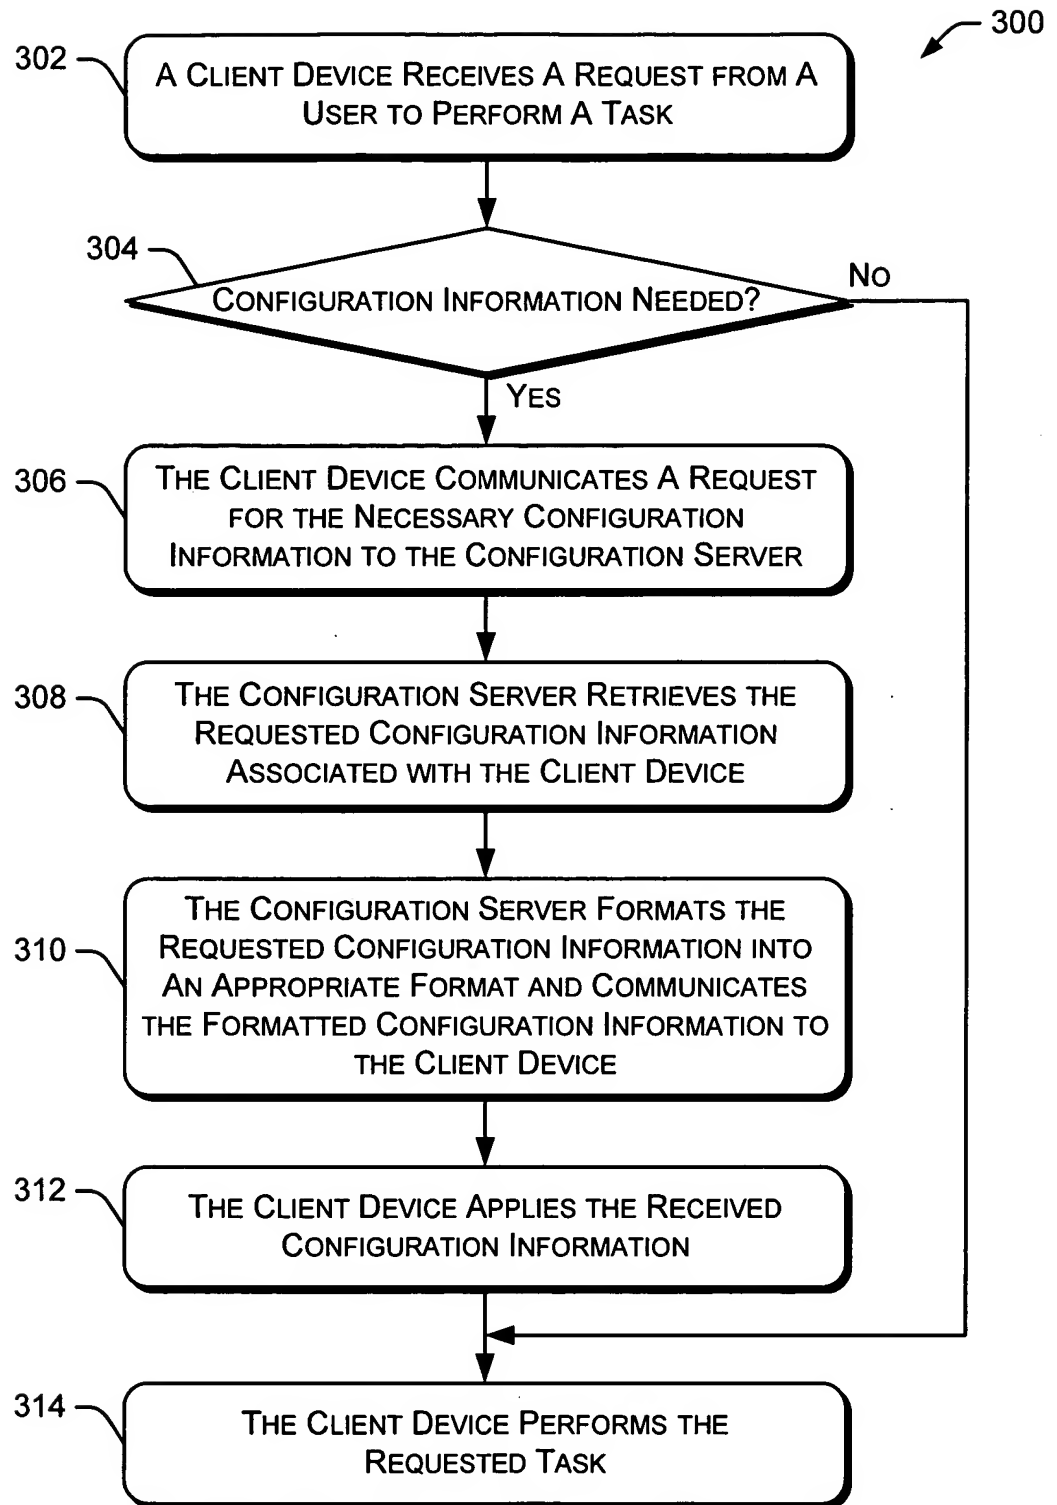 300
302
A CLIENT DEVICE RECEIVES A REQUEST FROM A
USER TO PERFORM A TASK
304
CONFIGURATION INFORMATION NEEDED?
NO
YES
306
THE CLIENT DEVICE COMMUNICATES A REQUEST
FOR THE NECESSARY CONFIGURATION
INFORMATION TO THE CONFIGURATION SERVER
308
THE CONFIGURATION SERVER RETRIEVES THE
REQUESTED CONFIGURATION INFORMATION
ASSOCIATED WITH THE CLIENT DEVICE
310
THE CONFIGURATION SERVER FORMATS THE
REQUESTED CONFIGURATION INFORMATION INTO
AN APPROPRIATE FORMAT AND COMMUNICATES
THE FORMATTED CONFIGURATION INFORMATION TO
THE CLIENT DEVICE
312
THE CLIENT DEVICE APPLIES THE RECEIVED
CONFIGURATION INFORMATION
314
THE CLIENT DEVICE PERFORMS THE
REQUESTED TASK